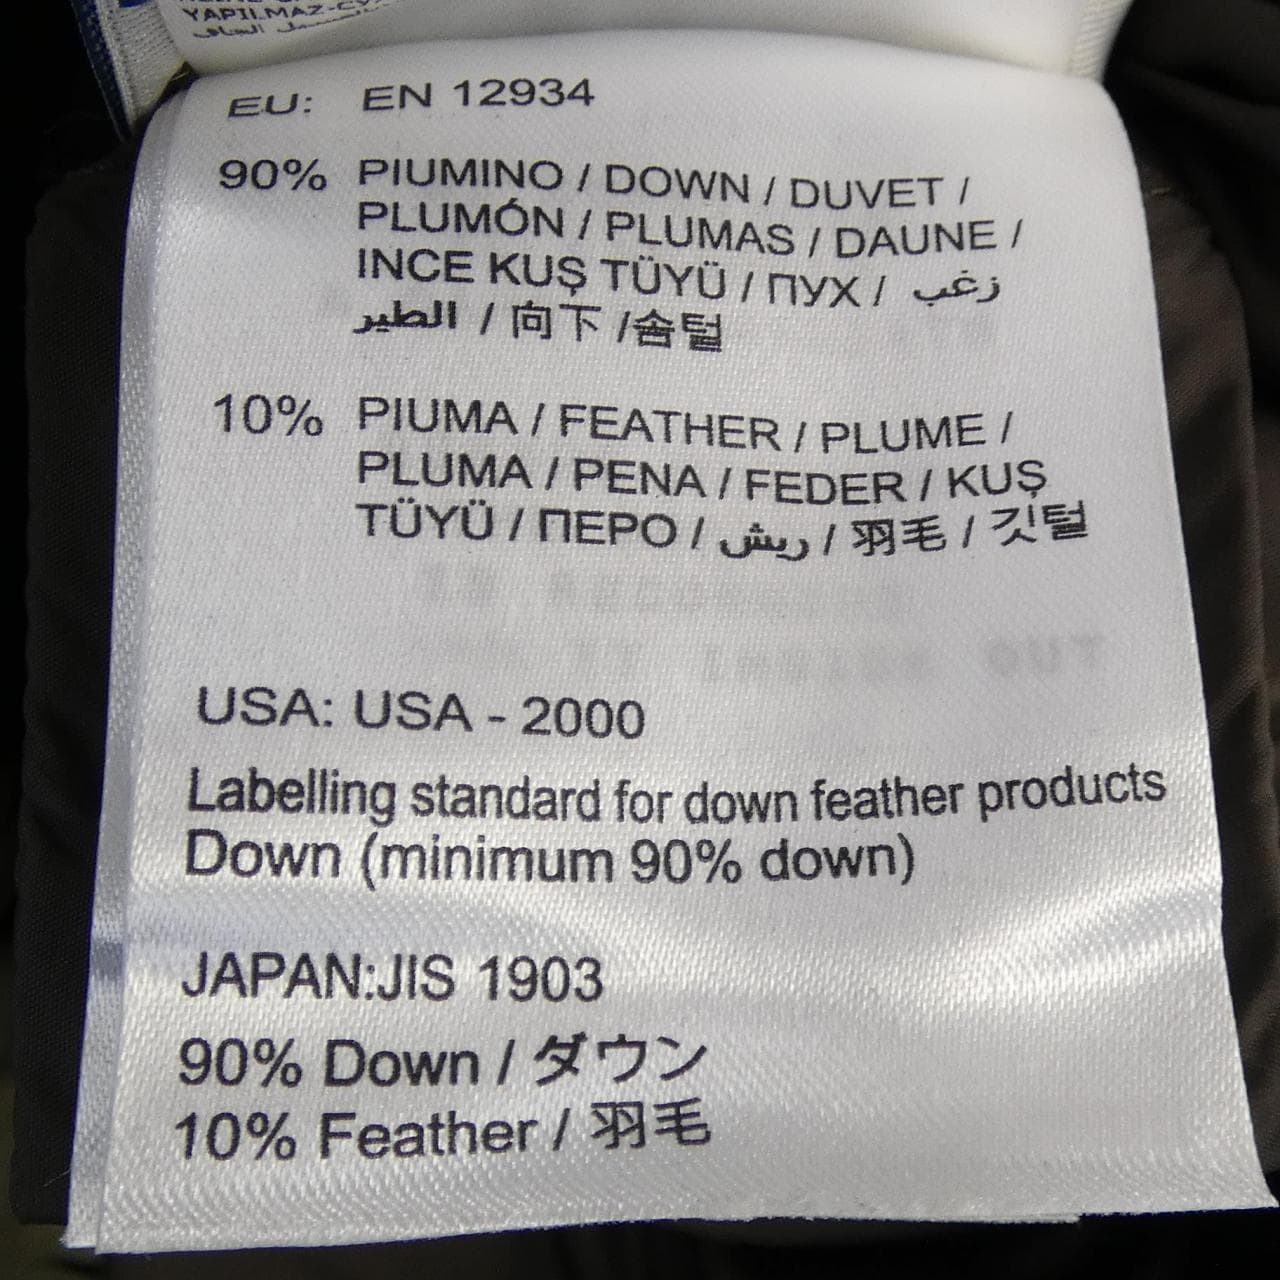 YAPILMAZ-
EU: EN 12934
90% PIUMINO / DOWN / DUVET /
PLUMÓN / PLUMAS / DAUNE /
INCE KUŞ TÜYÜ / ПУХ / زغب
الطير / 向下 /솜털
10% PIUMA / FEATHER / PLUME /
PLUMA / PENA / FEDER / KUŞ
TÜYÜ / ПЕРО / ريش / 羽毛 / 깃털
USA: USA - 2000
Labelling standard for down feather products
Down (minimum 90% down)
JAPAN:JIS 1903
90% Down / ダウン
10% Feather / 羽毛